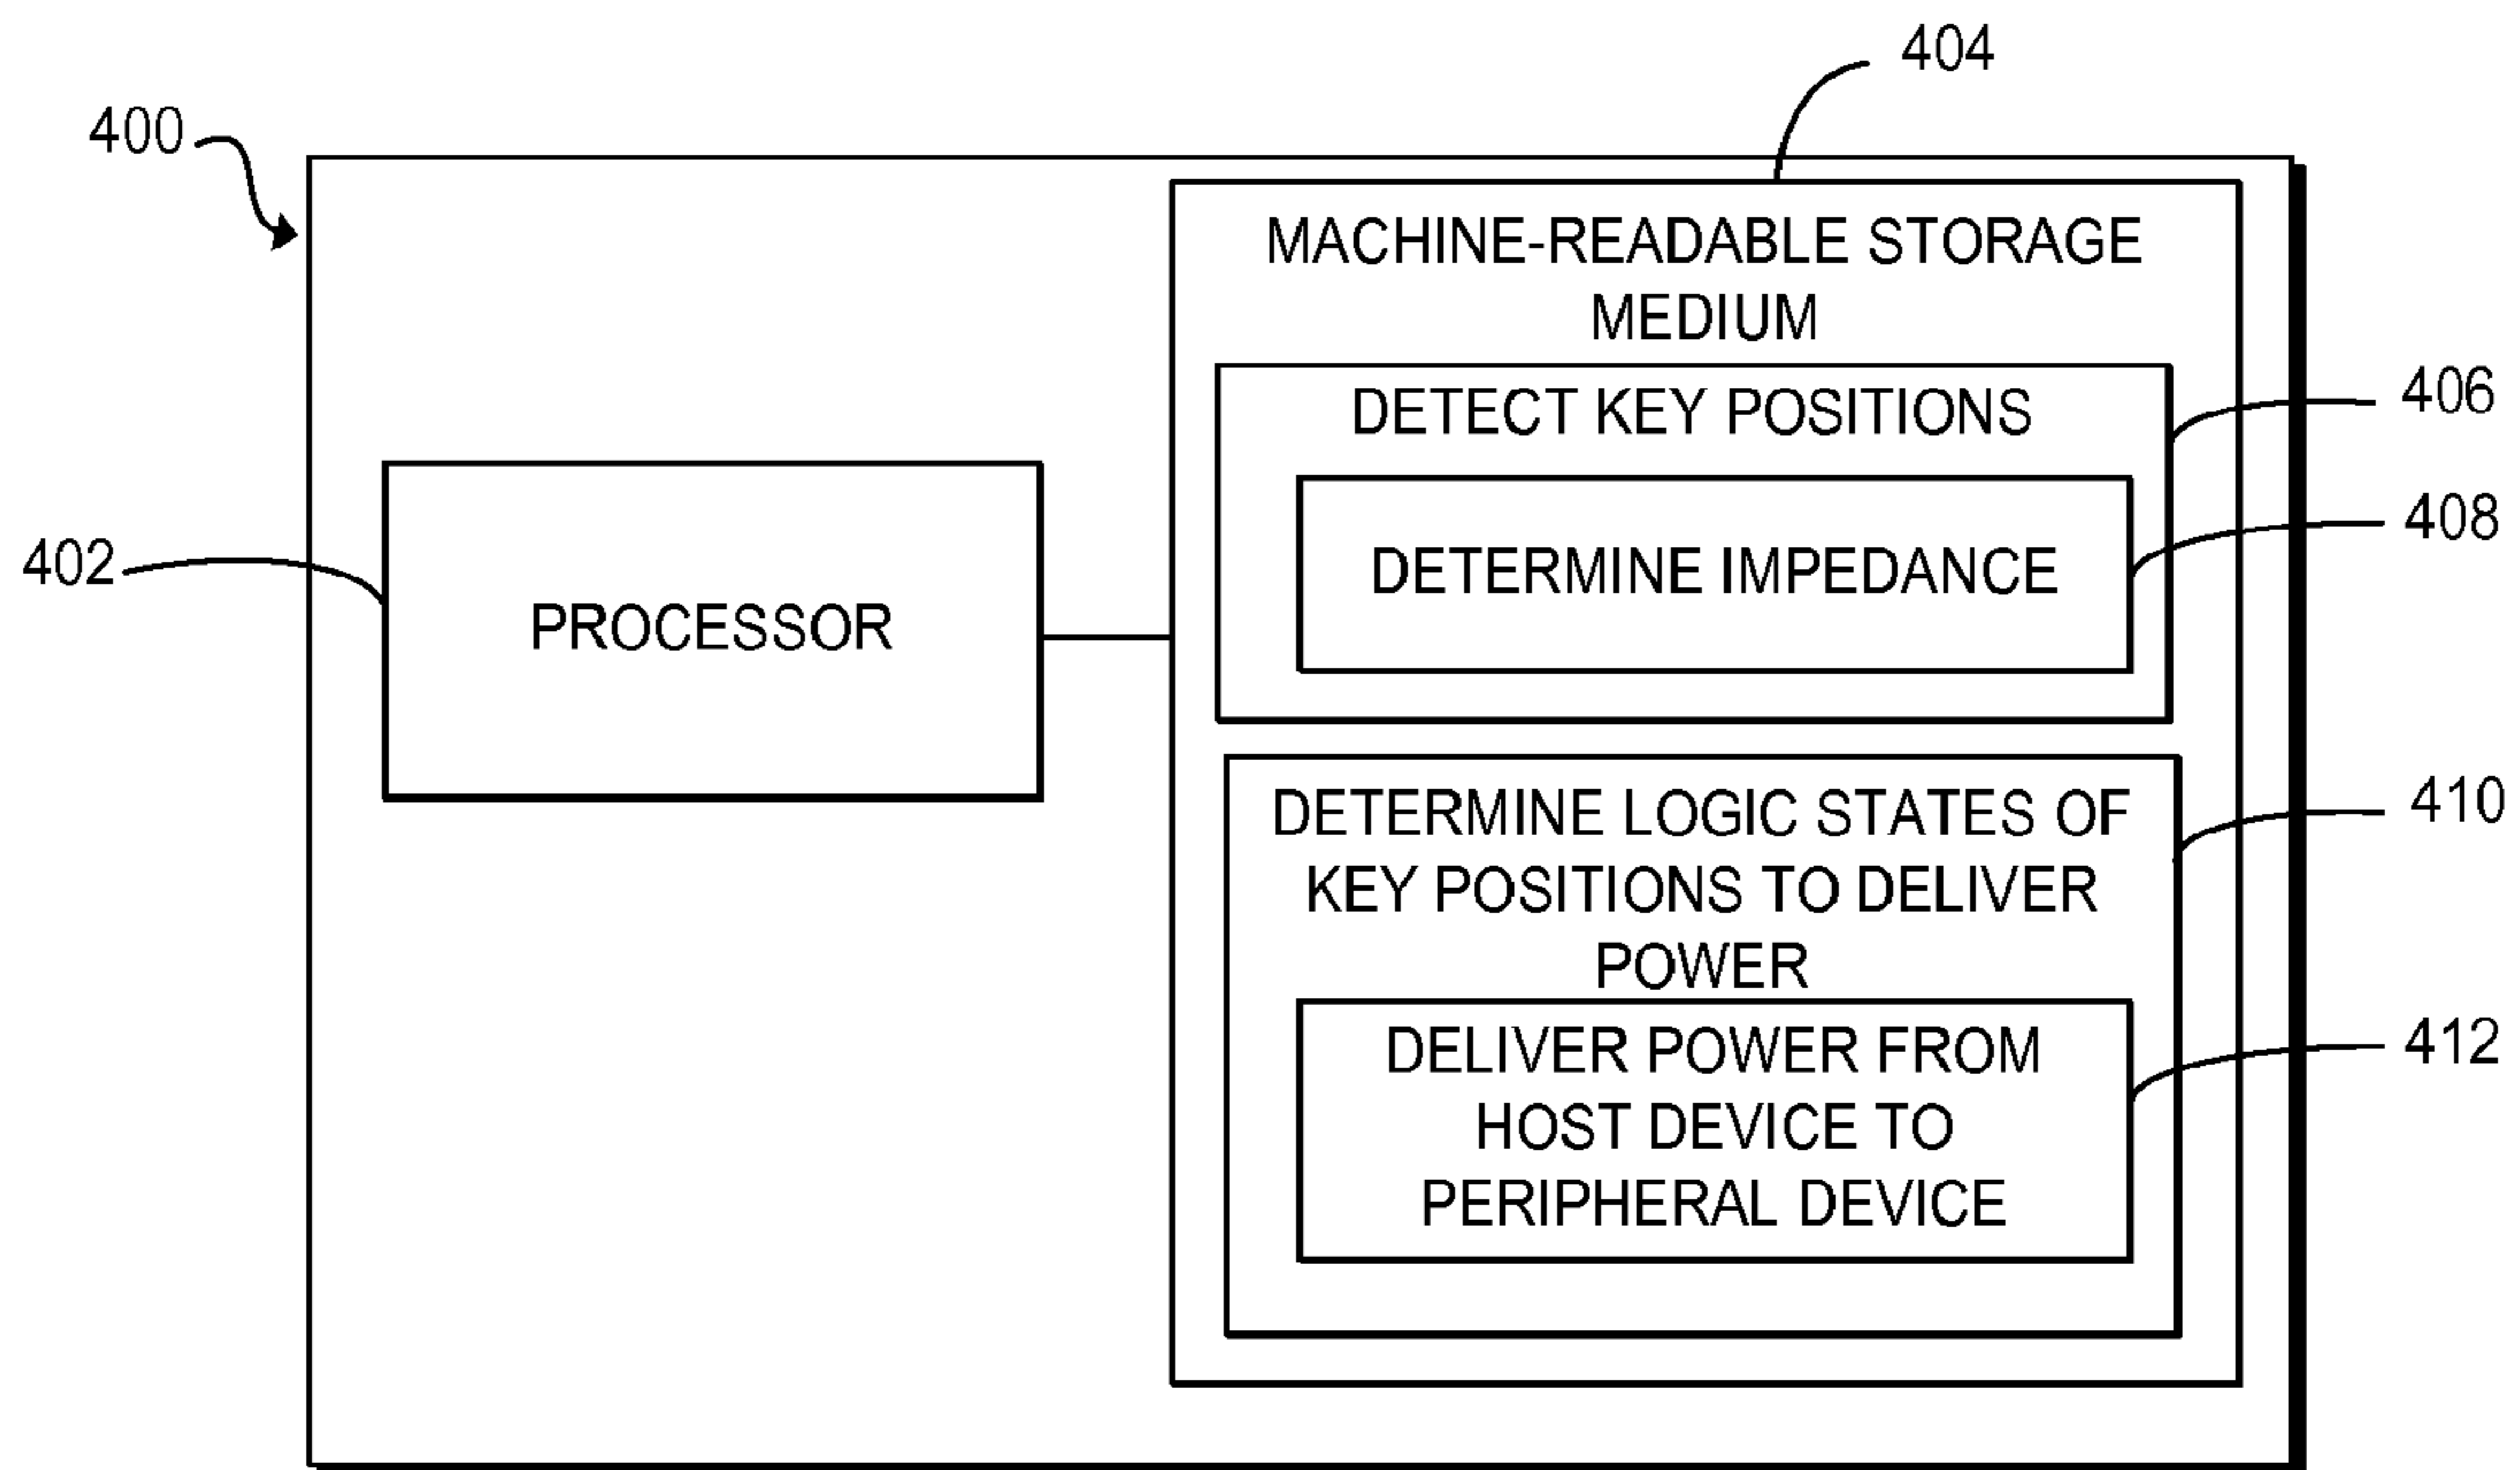 404
400
MACHINE-READABLE STORAGE
MEDIUM
406
DETECT KEY POSITIONS
408
402
DETERMINE IMPEDANCE
PROCESSOR
410
DETERMINE LOGIC STATES OF
KEY POSITIONS TO DELIVER
POWER
412
DELIVER POWER FROM
HOST DEVICE TO
PERIPHERAL DEVICE